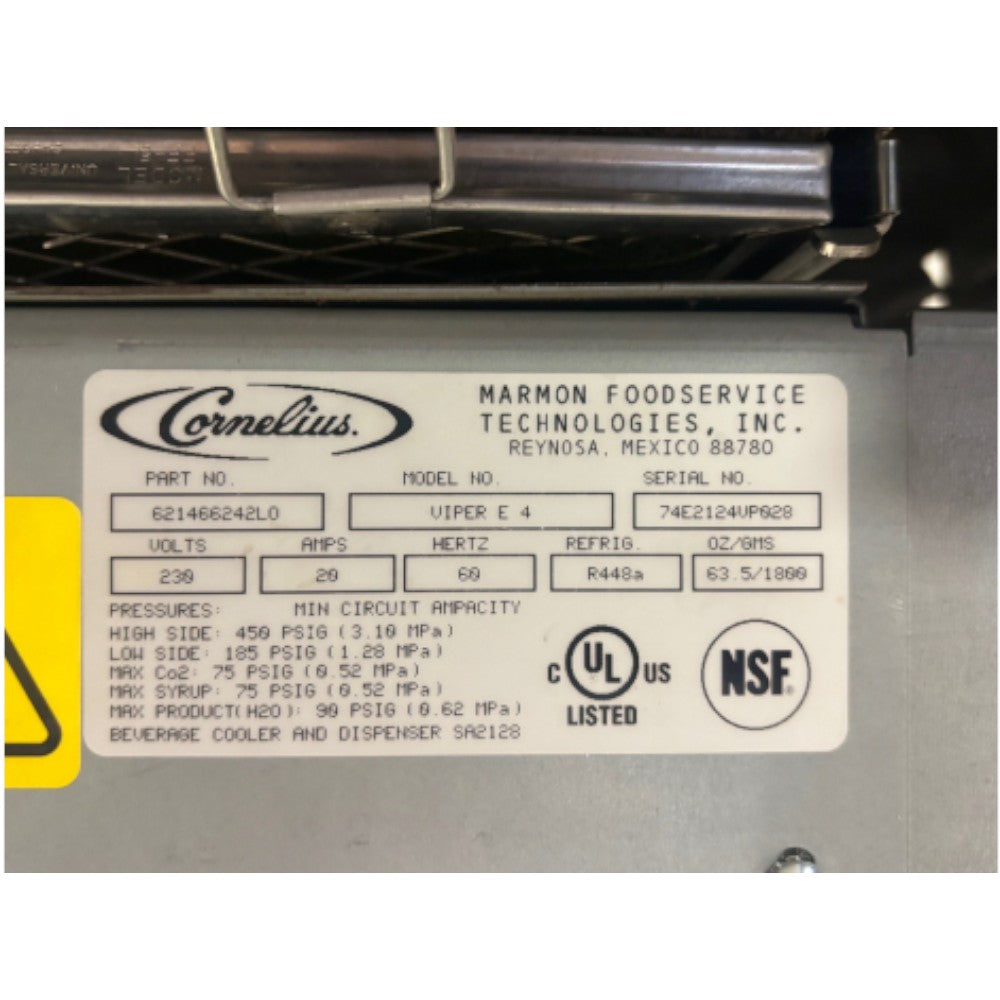 MODEL
UNIVERSAL
Cornelius.
MARMON FOODSERVICE
TECHNOLOGIES, INC.
REYNOSA, MEXICO 88780
PART NO. MODEL NO. SERIAL NO.
621466242LO VIPER E 4 74E2124VP028
VOLTS AMPS HERTZ REFRIG. OZ/GMS
230 20 60 R448a 63.5/1800
PRESSURES: MIN CIRCUIT AMPACITY
HIGH SIDE: 450 PSIG (3.10 MPa)
LOW SIDE: 185 PSIG (1.28 MPa)
MAX Co2: 75 PSIG (0.52 MPa)
MAX SYRUP: 75 PSIG (0.52 MPa)
MAX PRODUCT(H2O): 90 PSIG (0.62 MPa)
BEVERAGE COOLER AND DISPENSER SA2128
C UL US
LISTED
NSF®